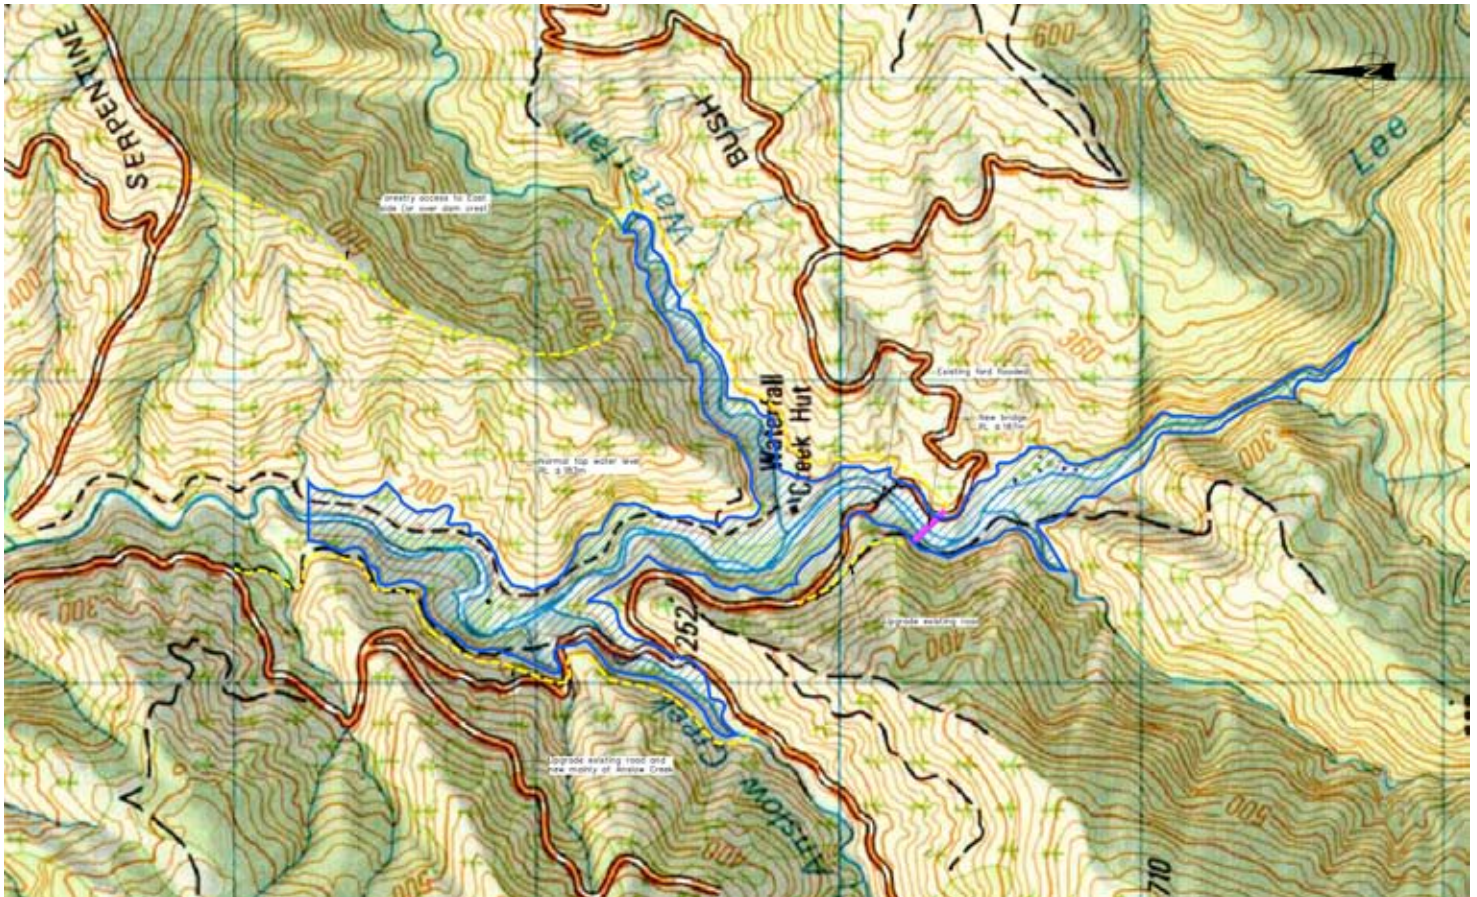 SERPENTINE
600
Lee
BUSH
Waterfall
Water
Forestry access to East
side (or over dam crest)
300
360
Existing ford flooded
New bridge
Waterfall
Creek Hut
Normal top water level
200
300
252
Upgrade existing road
400
300
Creek
Anslow
Upgrade existing road and
new mainly at Anslow Creek
400
500
500
710